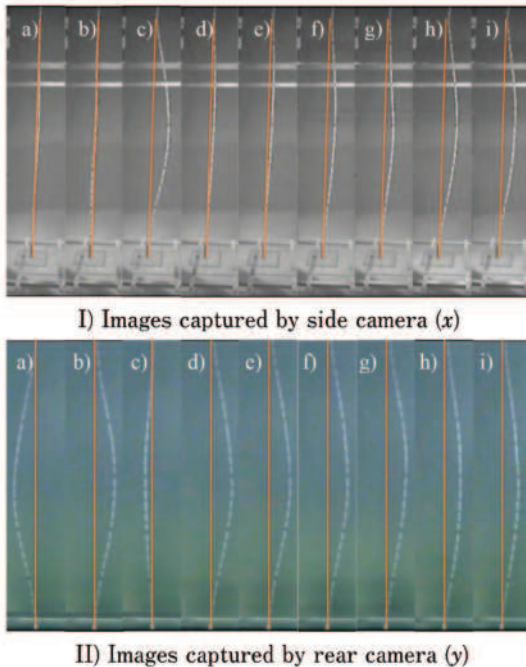 a) b) c) d) e) f) g) h) i)
I) Images captured by side camera (x)
a) b) c) d) e) f) g) h) i)
II) Images captured by rear camera (y)